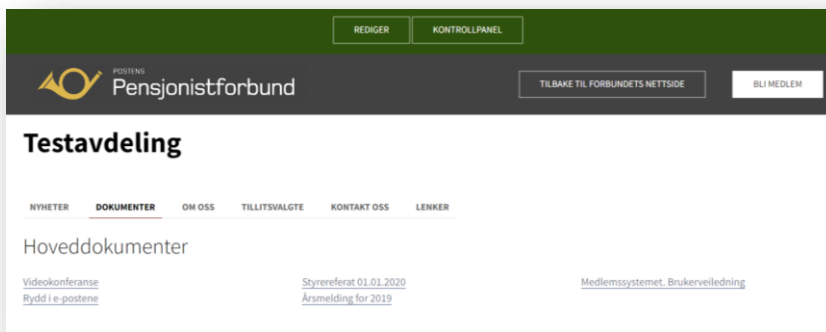 REDIGER KONTROLLPANEL
POSTENS
Pensjonistforbund
TILBAKE TIL FORBUNDETS NETTSIDE BLI MEDLEM
Testavdeling
NYHETER DOKUMENTER OM OSS TILLITSVALGTE KONTAKT OSS LENKER
Hoveddokumenter
Videokonferanse Styrereferat 01.01.2020 Medlemssystemet. Brukerveiledning
Rydd i e-postene Årsmelding for 2019